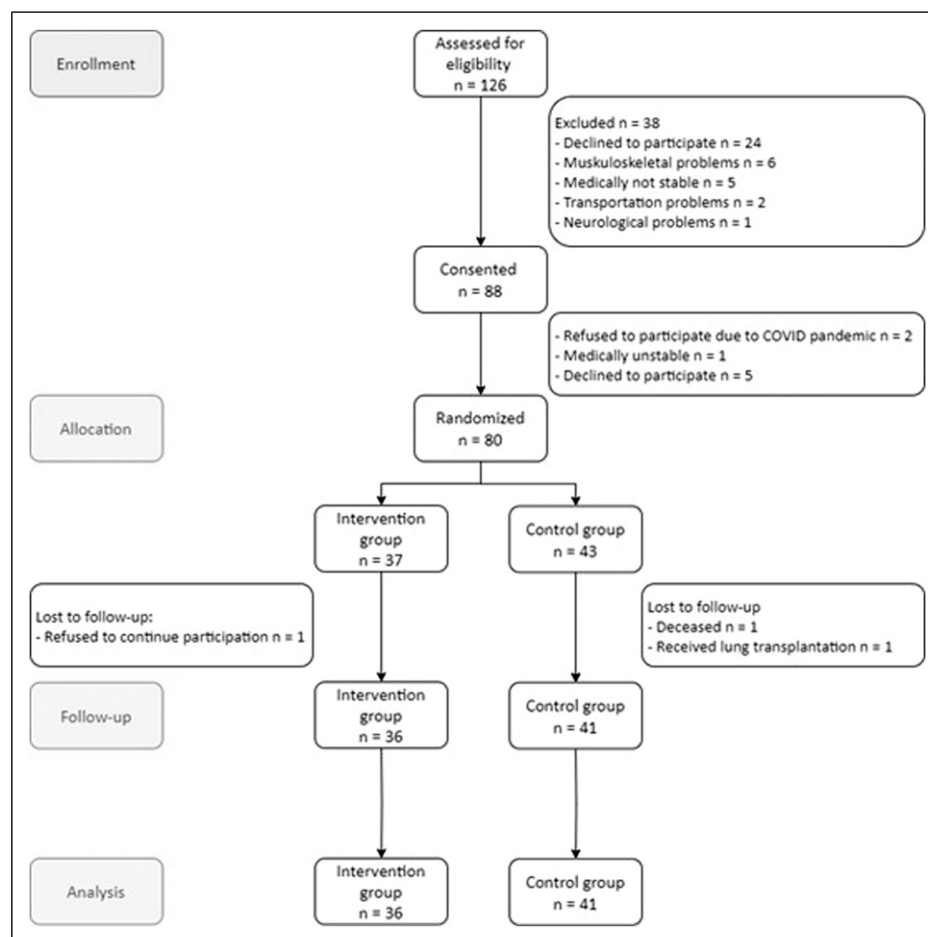 Enrollment
Assessed for
eligibility
n = 126
Excluded n = 38
- Declined to participate n = 24
- Muskuloskeletal problems n = 6
- Medically not stable n = 5
- Transportation problems n = 2
- Neurological problems n = 1
Consented
n = 88
- Refused to participate due to COVID pandemic n = 2
- Medically unstable n = 1
- Declined to participate n = 5
Allocation
Randomized
n = 80
Intervention
group
n = 37
Control group
n = 43
Lost to follow-up:
- Refused to continue participation n = 1
Lost to follow-up
- Deceased n = 1
- Received lung transplantation n = 1
Follow-up
Intervention
group
n = 36
Control group
n = 41
Analysis
Intervention
group
n = 36
Control group
n = 41